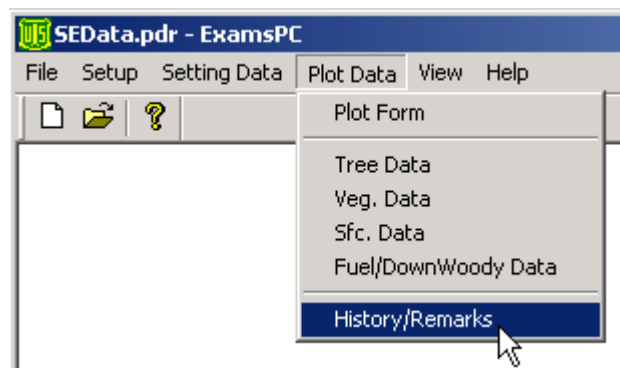 SEData.pdr - ExamsPC
File Setup Setting Data Plot Data View Help
Plot Form
Tree Data
Veg. Data
Sfc. Data
Fuel/DownWoody Data
History/Remarks